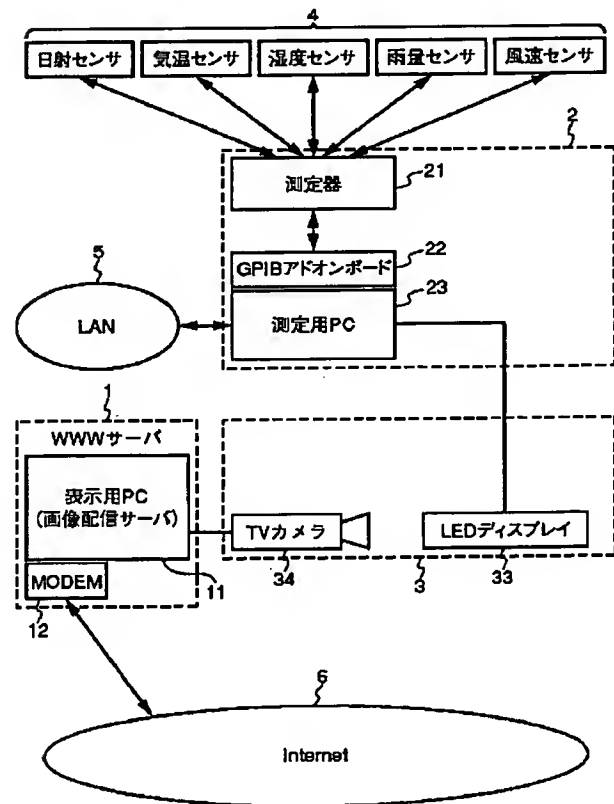 4
日射センサ
気温センサ
湿度センサ
雨量センサ
風速センサ
2
測定器
21
22
GPIBアドオンボード
23
測定用PC
5
LAN
1
WWWサーバ
表示用PC
(画像配信サーバ)
TVカメラ
LEDディスプレイ
34
3
33
MODEM
11
12
6
Internet